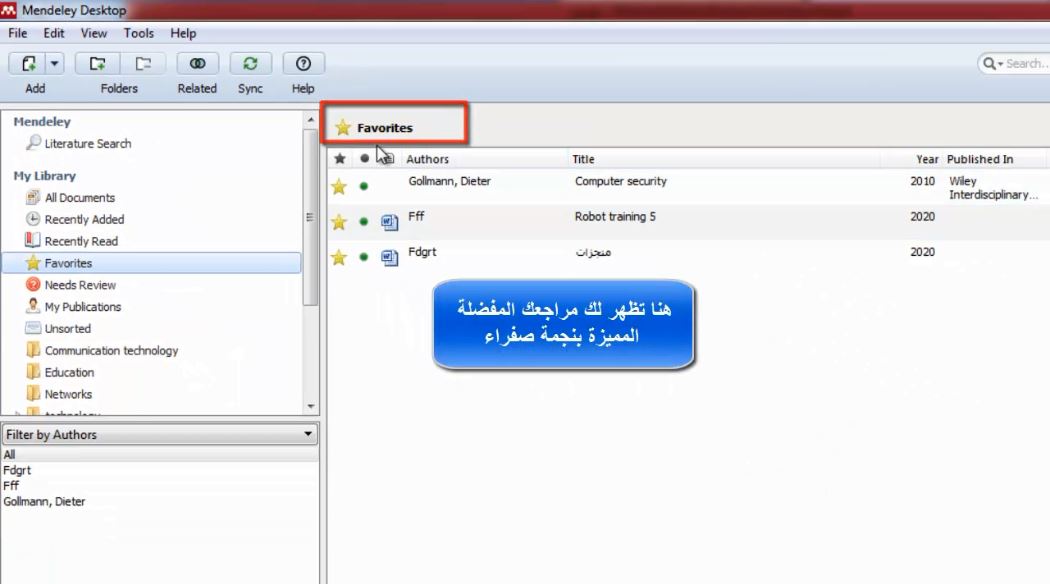 Mendeley Desktop
File Edit View Tools Help
Search...
Add Folders Related Sync Help
Mendeley
Literature Search
My Library
All Documents
Recently Added
Recently Read
Favorites
Needs Review
My Publications
Unsorted
Communication technology
Education
Networks
technology
Filter by Authors
All
Fdgrt
Fff
Gollmann, Dieter
Favorites
Authors Title Year Published In
Gollmann, Dieter Computer security 2010 Wiley
Interdisciplinary...
Fff Robot training 5 2020
Fdgrt منجزات 2020
هنا تظهر لك مراجعك المفضلة
المميزة بنجمة صفراء